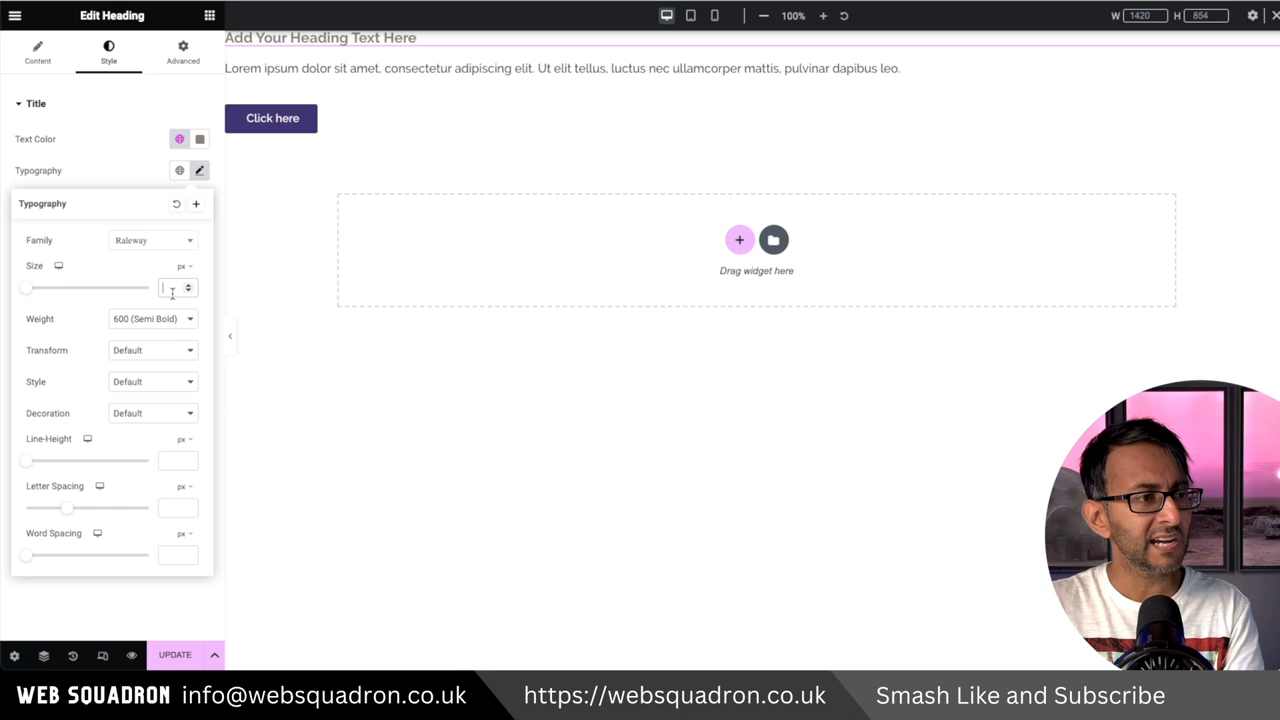 Edit Heading
100%
W 1420 H 854
Content
Style
Advanced
Add Your Heading Text Here
Lorem ipsum dolor sit amet, consectetur adipiscing elit. Ut elit tellus, luctus nec ullamcorper mattis, pulvinar dapibus leo.
Click here
Title
Text Color
Typography
Typography
Family Raleway
Size px
Weight 600 (Semi Bold)
Transform Default
Style Default
Decoration Default
Line-Height px
Letter Spacing px
Word Spacing px
Drag widget here
UPDATE
WEB SQUADRON info@websquadron.co.uk https://websquadron.co.uk Smash Like and Subscribe